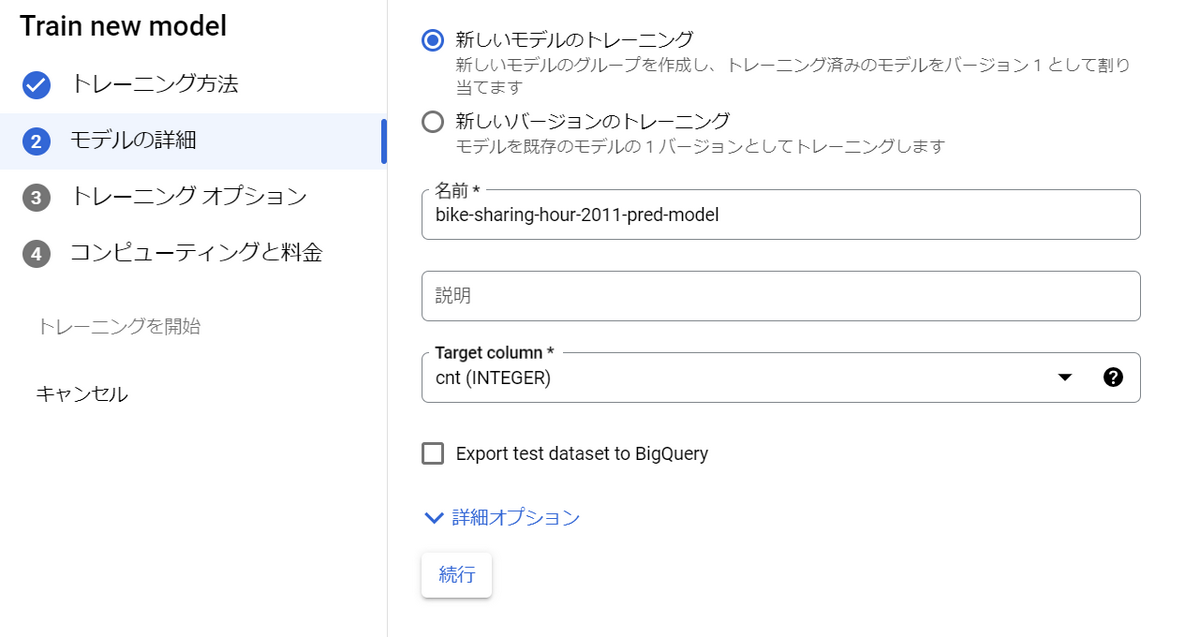 Train new model
トレーニング方法
2 モデルの詳細
3 トレーニング オプション
4 コンピューティングと料金
トレーニングを開始
キャンセル
新しいモデルのトレーニング
新しいモデルのグループを作成し、トレーニング済みのモデルをバージョン 1 として割り
当てます
新しいバージョンのトレーニング
モデルを既存のモデルの 1 バージョンとしてトレーニングします
名前 *
bike-sharing-hour-2011-pred-model
説明
Target column *
cnt (INTEGER)
?
Export test dataset to BigQuery
詳細オプション
続行